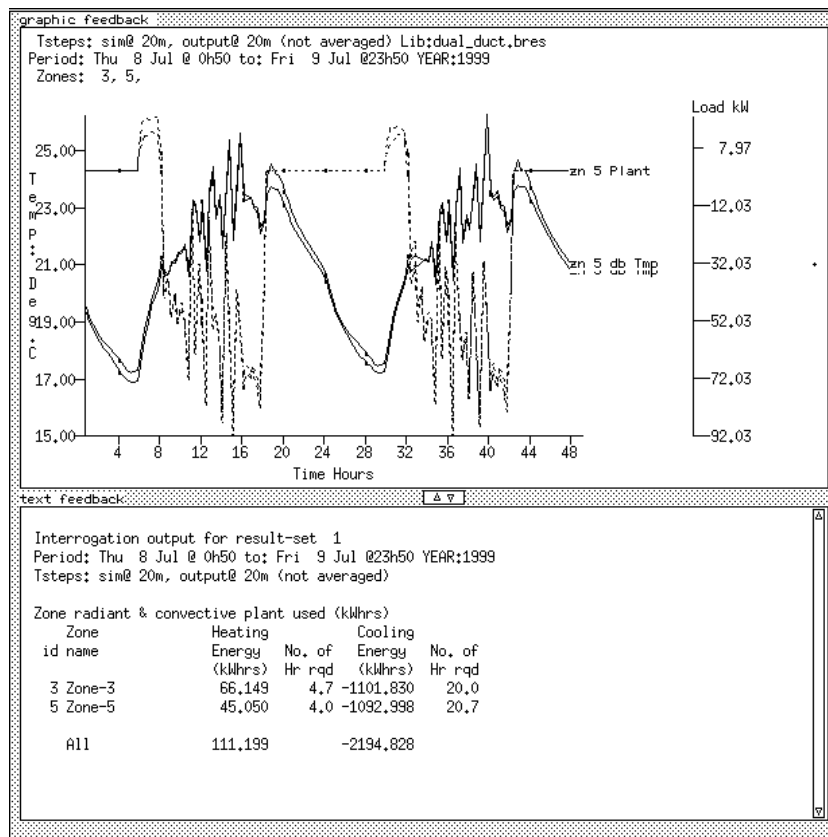 graphic feedback
Tsteps: sim@ 20m, output@ 20m (not averaged) Lib:dual_duct.bres
Period: Thu 8 Jul @ 0h50 to: Fri 9 Jul @23h50 YEAR:1999
Zones: 3, 5,
Load kW
25.00
23.00
21.00
19.00
17.00
15.00
Temp: Deg.C
7.97
-12.03
-32.03
-52.03
-72.03
-92.03
zn 5 Plant
zn 5 db Tmp
4 8 12 16 20 24 28 32 36 40 44 48
Time Hours
text feedback
Interrogation output for result-set 1
Period: Thu 8 Jul @ 0h50 to: Fri 9 Jul @23h50 YEAR:1999
Tsteps: sim@ 20m, output@ 20m (not averaged)
Zone radiant & convective plant used (kWhrs)
Zone Heating Cooling
id name Energy No. of Energy No. of
(kWhrs) Hr rqd (kWhrs) Hr rqd
3 Zone-3 66.149 4.7 -1101.830 20.0
5 Zone-5 45.050 4.0 -1092.998 20.7
All 111.199 -2194.828